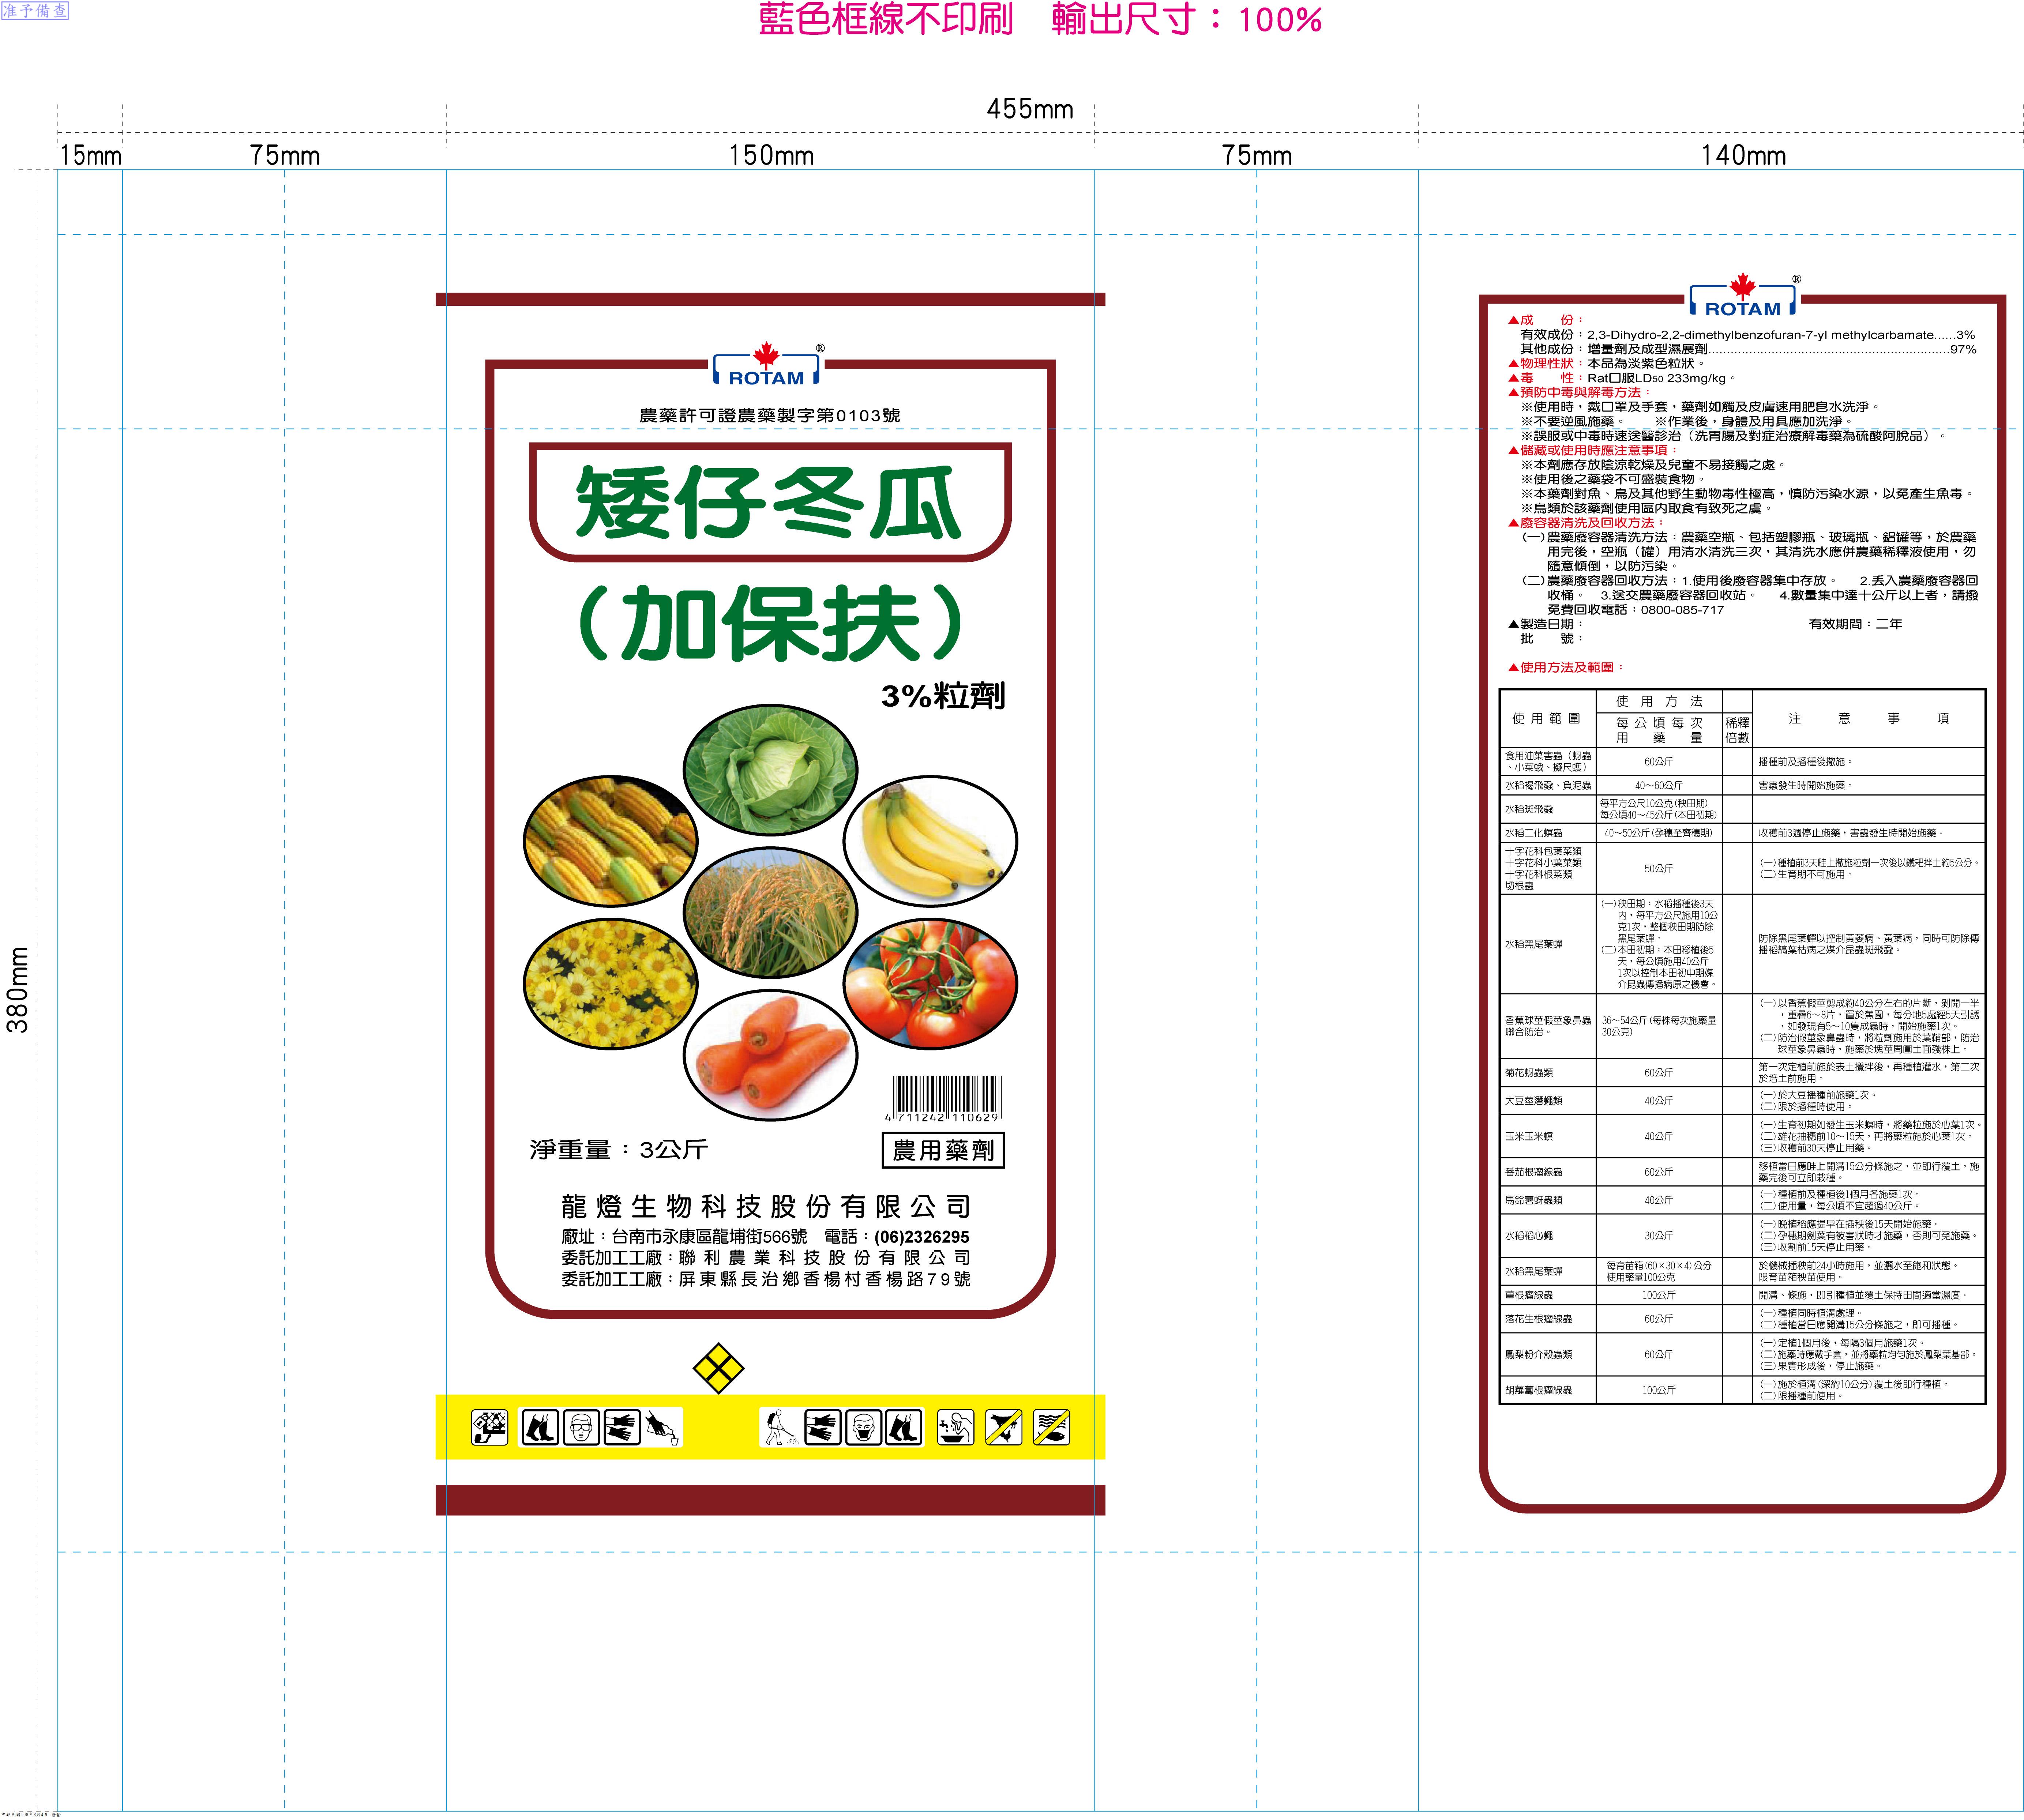 准予備查
藍色框線不印刷　輸出尺寸：100%
455mm
15mm 75mm 150mm 75mm 140mm
380mm
ROTAM ®
農藥許可證農藥製字第0103號
矮仔冬瓜
（加保扶）
3%粒劑
4 711242 110629
淨重量：3公斤
農用藥劑
龍燈生物科技股份有限公司
廠址：台南市永康區龍埔街566號　電話：(06)2326295
委託加工工廠：聯利農業科技股份有限公司
委託加工工廠：屏東縣長治鄉香楊村香楊路79號
ROTAM ®
▲成　　份：
有效成份：2,3-Dihydro-2,2-dimethylbenzofuran-7-yl methylcarbamate......3%
其他成份：增量劑及成型濕展劑..................................................................97%
▲物理性狀：本品為淡紫色粒狀。
▲毒　　性：Rat口服LD50 233mg/kg。
▲預防中毒與解毒方法：
※使用時，戴口罩及手套，藥劑如觸及皮膚速用肥皂水洗淨。
※不要逆風施藥。　　※作業後，身體及用具應加洗淨。
※誤服或中毒時速送醫診治（洗胃腸及對症治療解毒藥為硫酸阿脫品）。
▲儲藏或使用時應注意事項：
※本劑應存放陰涼乾燥及兒童不易接觸之處。
※使用後之藥袋不可盛裝食物。
※本藥劑對魚、鳥及其他野生動物毒性極高，慎防污染水源，以免產生魚毒。
※鳥類於該藥劑使用區內取食有致死之虞。
▲廢容器清洗及回收方法：
(一)農藥廢容器清洗方法：農藥空瓶、包括塑膠瓶、玻璃瓶、鋁罐等，於農藥
用完後，空瓶（罐）用清水清洗三次，其清洗水應併農藥稀釋液使用，勿
隨意傾倒，以防污染。
(二)農藥廢容器回收方法：1.使用後廢容器集中存放。　2.丟入農藥廢容器回
收桶。　3.送交農藥廢容器回收站。　4.數量集中達十公斤以上者，請撥
免費回收電話：0800-085-717
▲製造日期：　　　　　　有效期間：二年
批　　號：
▲使用方法及範圍：
使用範圍　使用方法　注意事項
每公頃每次　稀釋
用藥量　倍數
食用油菜害蟲（蚜蟲
、小菜蛾、擬尺蠖）　60公斤　播種前及播種後撒施。
水稻褐飛蝨、負泥蟲　40～60公斤　害蟲發生時開始施藥。
水稻斑飛蝨　每平方公尺10公克(秧田期)
每公頃40～45公斤(本田初期)
水稻二化螟蟲　40～50公斤(孕穗至齊穗期)　收穫前3週停止施藥，害蟲發生時開始施藥。
十字花科包葉菜類
十字花科小葉菜類
十字花科根菜類
切根蟲
50公斤
(一)種植前3天畦上撒施粒劑一次後以鐵耙拌土約5公分。
(二)生育期不可施用。
水稻黑尾葉蟬
(一)秧田期：水稻播種後3天
內，每平方公尺施用10公
克1次，整個秧田期防除
黑尾葉蟬。
(二)本田初期：本田移植後5
天，每公頃施用40公斤
1次以控制本田初中期媒
介昆蟲傳播病原之機會。
防除黑尾葉蟬以控制黃萎病、黃葉病，同時可防除傳
播稻縞葉枯病之媒介昆蟲斑飛蝨。
香蕉球莖假莖象鼻蟲
聯合防治。
36～54公斤(每株每次施藥量
30公克)
(一)以香蕉假莖剪成約40公分左右的片斷，剝開一半
，重疊6～8片，置於蕉園，每分地5處經5天引誘
，如發現有5～10隻成蟲時，開始施藥1次。
(二)防治假莖象鼻蟲時，將粒劑施用於葉鞘部，防治
球莖象鼻蟲時，施藥於塊莖周圍土面殘株上。
菊花蚜蟲類　60公斤　第一次定植前施於表土攪拌後，再種植灌水，第二次
於培土前施用。
大豆莖潛蠅類　40公斤　(一)於大豆播種前施藥1次。
(二)限於播種時使用。
玉米玉米螟　40公斤　(一)生育初期如發生玉米螟時，將藥粒施於心葉1次。
(二)雄花抽穗前10～15天，再將藥粒施於心葉1次。
(三)收穫前30天停止用藥。
番茄根瘤線蟲　60公斤　移植當日應畦上開溝15公分條施之，並即行覆土，施
藥完後可立即栽種。
馬鈴薯蚜蟲類　40公斤　(一)種植前及種植後1個月各施藥1次。
(二)使用量，每公頃不宜超過40公斤。
水稻稻心蠅　30公斤　(一)晚植稻應提早在插秧後15天開始施藥。
(二)孕穗期劍葉有被害狀時才施藥，否則可免施藥。
(三)收割前15天停止用藥。
水稻黑尾葉蟬　每育苗箱(60×30×4)公分
使用藥量100公克
於機械插秧前24小時施用，並灑水至飽和狀態。
限育苗箱秧苗使用。
薑根瘤線蟲　100公斤　開溝、條施，即引種植並覆土保持田間適當濕度。
落花生根瘤線蟲　60公斤　(一)種植同時植溝處理。
(二)種植當日應開溝15公分條施之，即可播種。
鳳梨粉介殼蟲類　60公斤　(一)定植1個月後，每隔3個月施藥1次。
(二)施藥時應戴手套，並將藥粒均勻施於鳳梨葉基部。
(三)果實形成後，停止施藥。
胡蘿蔔根瘤線蟲　100公斤　(一)施於植溝(深約10公分)覆土後即行種植。
(二)限播種前使用。